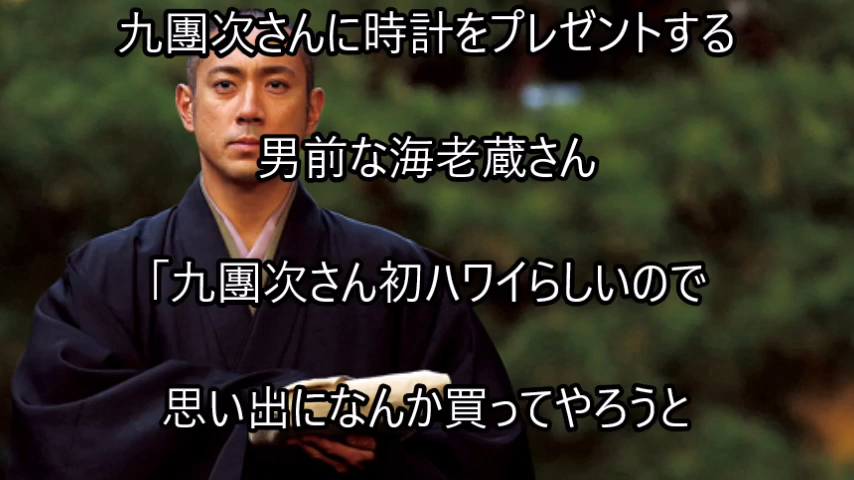 九團次さんに時計をプレゼントする
男前な海老蔵さん
「九團次さん初ハワイらしいので
思い出になんか買ってやろうと